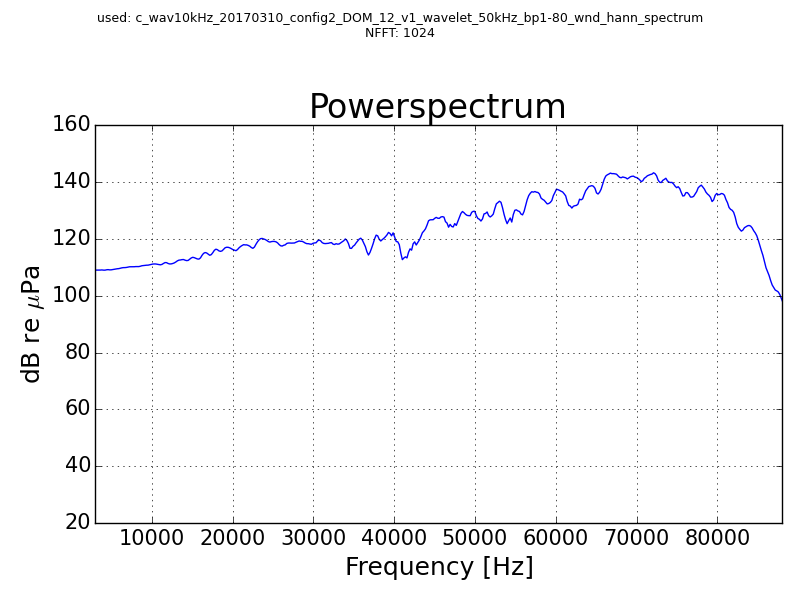 used: c_wav10kHz_20170310_config2_DOM_12_v1_wavelet_50kHz_bp1-80_wnd_hann_spectrum
NFFT: 1024
Powerspectrum
160
140
120
100
80
60
40
20
dB re μPa
10000 20000 30000 40000 50000 60000 70000 80000
Frequency [Hz]